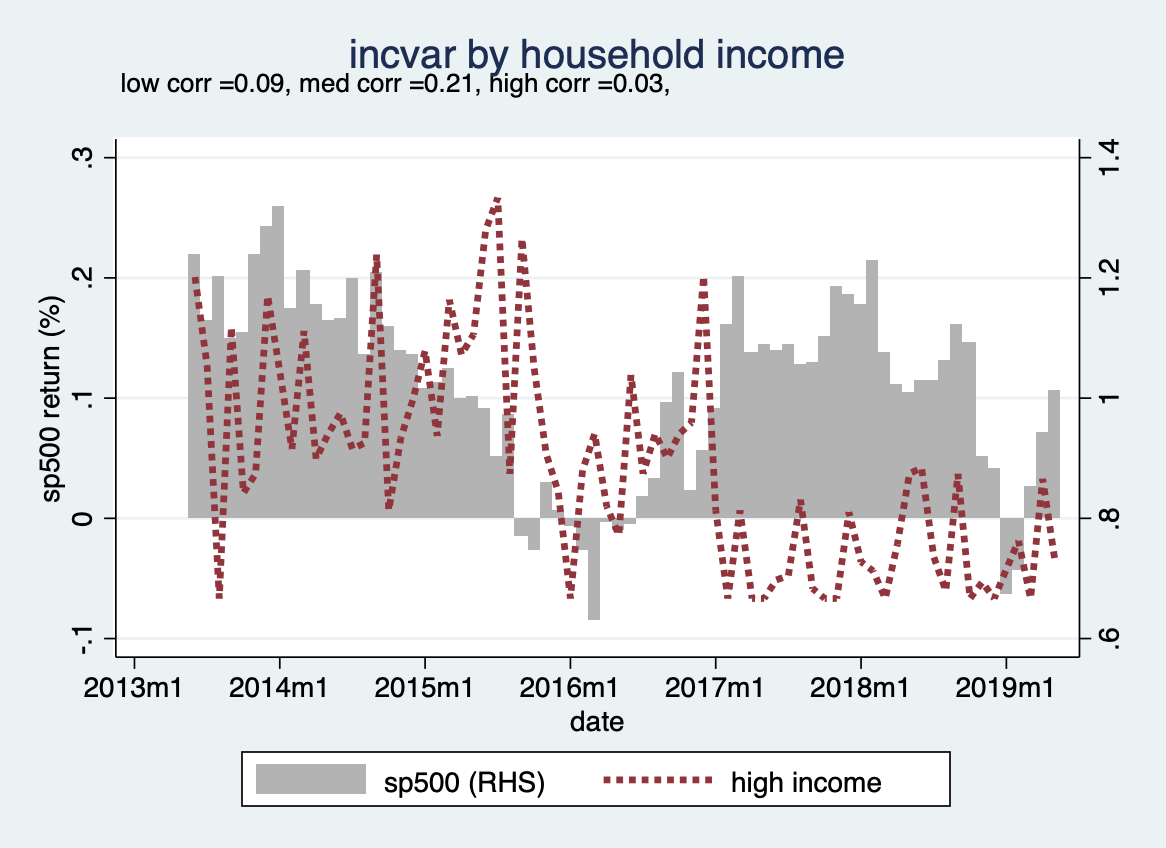 incvar by household income
low corr =0.09, med corr =0.21, high corr =0.03,
sp500 return (%)
.3
.2
.1
0
-.1
1.4
1.2
1
.8
.6
2013m1 2014m1 2015m1 2016m1 2017m1 2018m1 2019m1
date
sp500 (RHS) high income